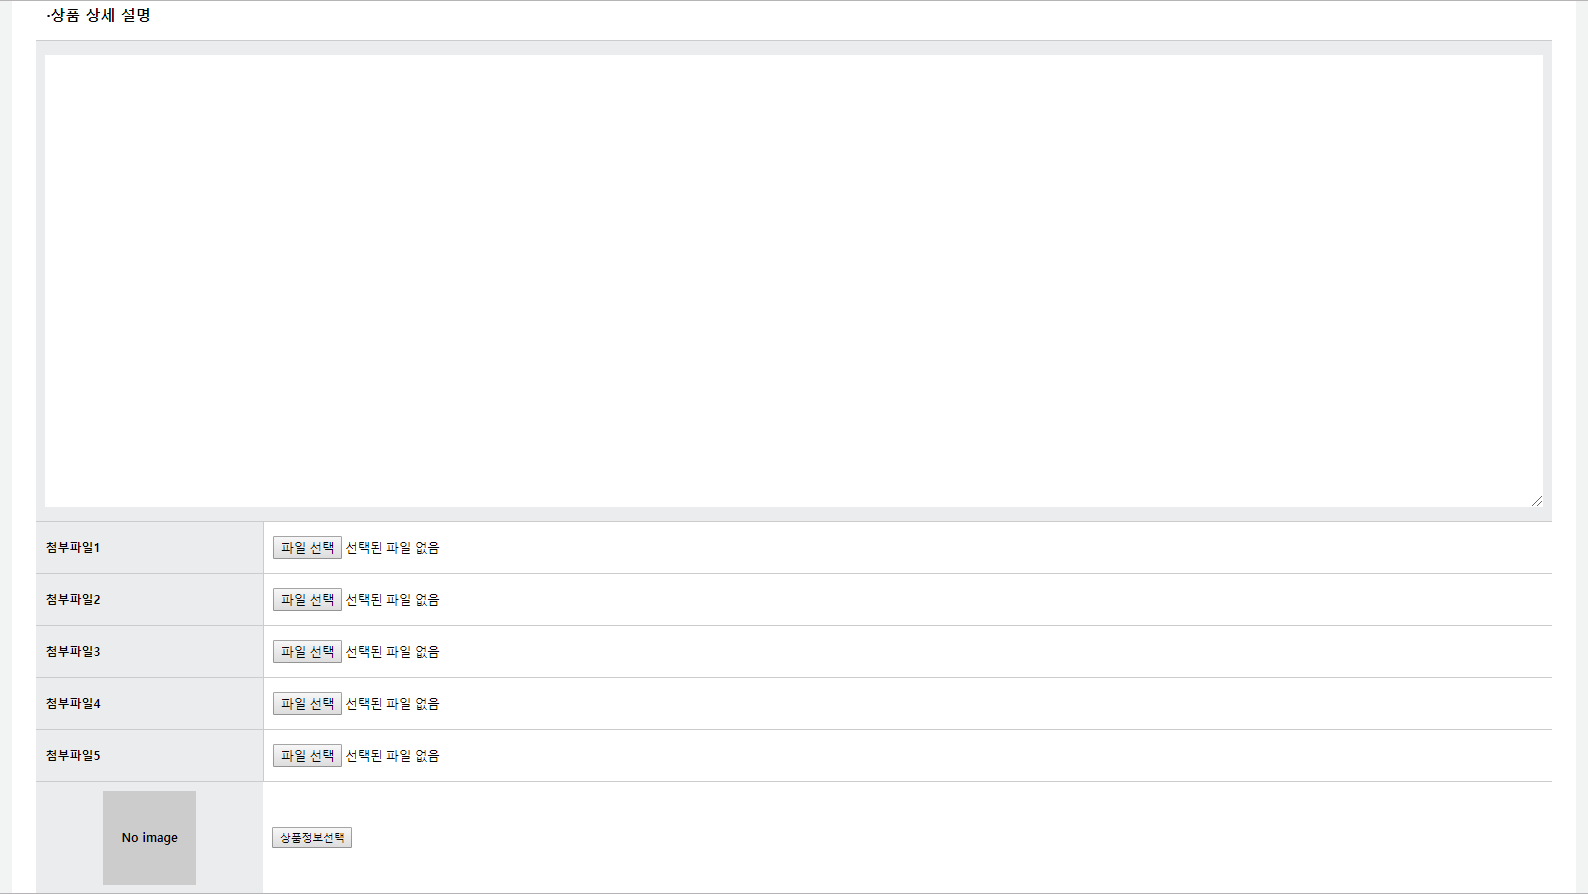 ·상품 상세 설명
첨부파일1 파일 선택 선택된 파일 없음
첨부파일2 파일 선택 선택된 파일 없음
첨부파일3 파일 선택 선택된 파일 없음
첨부파일4 파일 선택 선택된 파일 없음
첨부파일5 파일 선택 선택된 파일 없음
No image 상품정보선택